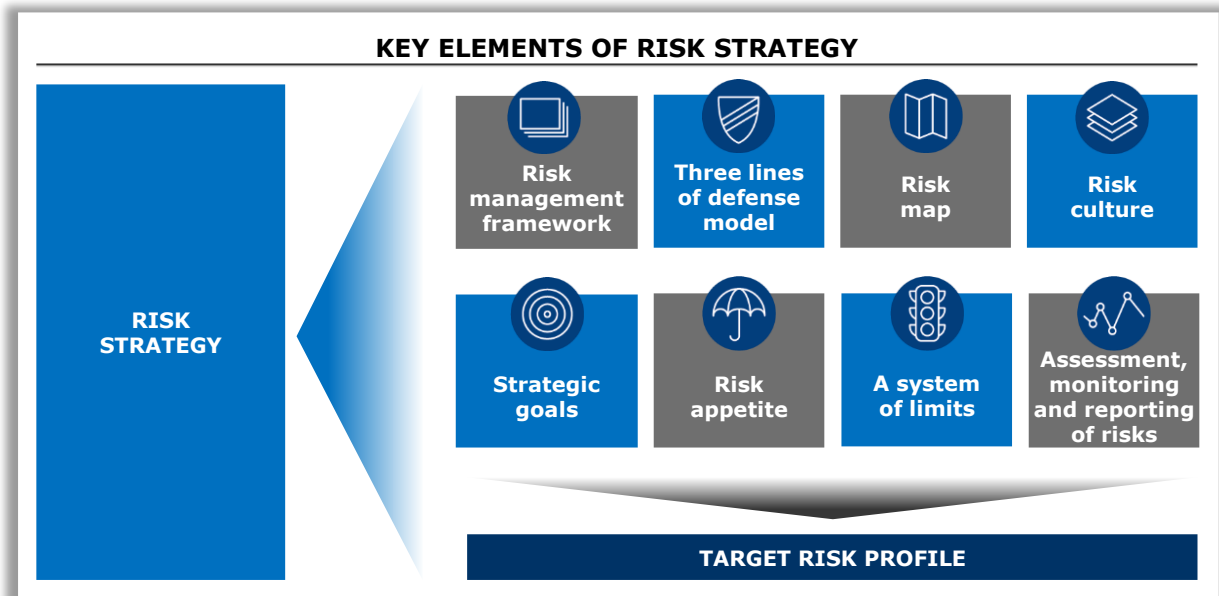 KEY ELEMENTS OF RISK STRATEGY
RISK
STRATEGY
Risk
management
framework
Three lines
of defense
model
Risk
map
Risk
culture
Strategic
goals
Risk
appetite
A system
of limits
Assessment,
monitoring
and reporting
of risks
TARGET RISK PROFILE